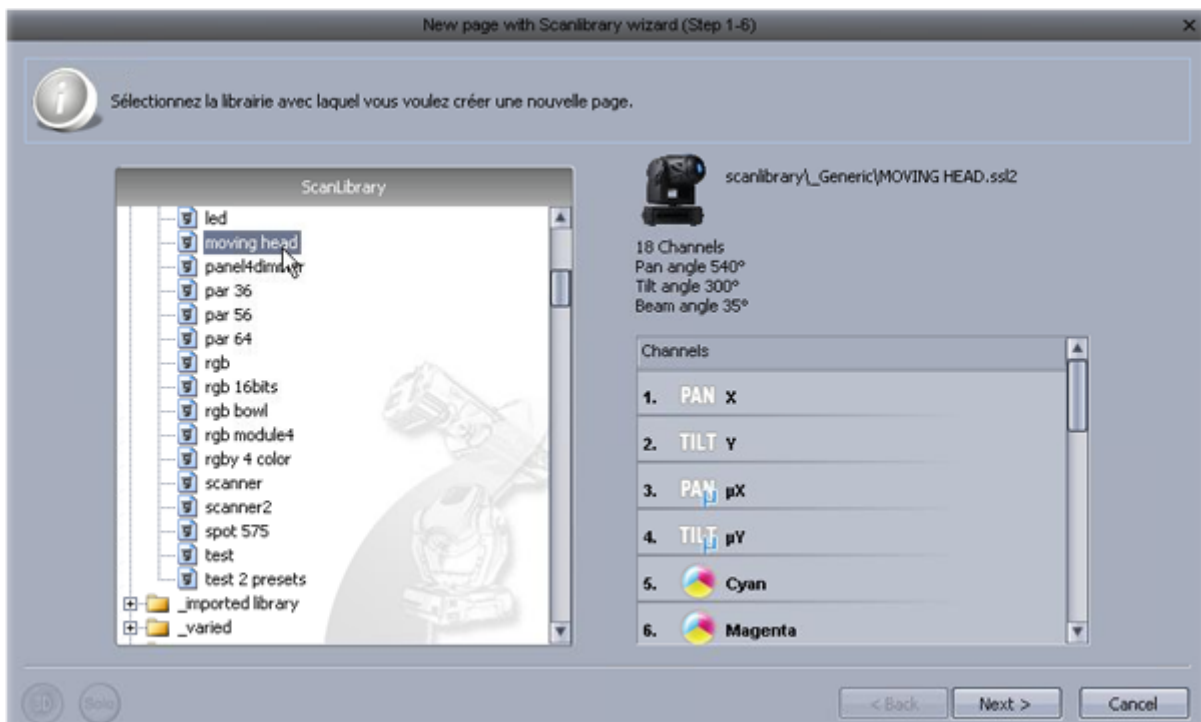 New page with Scanlibrary wizard (Step 1-6)
Sélectionnez la librairie avec laquel vous voulez créer une nouvelle page.
ScanLibrary
led
moving head
panel4dimmer
par 36
par 56
par 64
rgb
rgb 16bits
rgb bowl
rgb module4
rgby 4 color
scanner
scanner2
spot 575
test
test 2 presets
_imported library
_varied
scanlibrary\_Generic\MOVING HEAD.ssl2
18 Channels
Pan angle 540°
Tilt angle 300°
Beam angle 35°
Channels
1. PAN X
2. TILT Y
3. PAN µ µX
4. TILT µ µY
5. Cyan
6. Magenta
3D Solo
< Back Next > Cancel